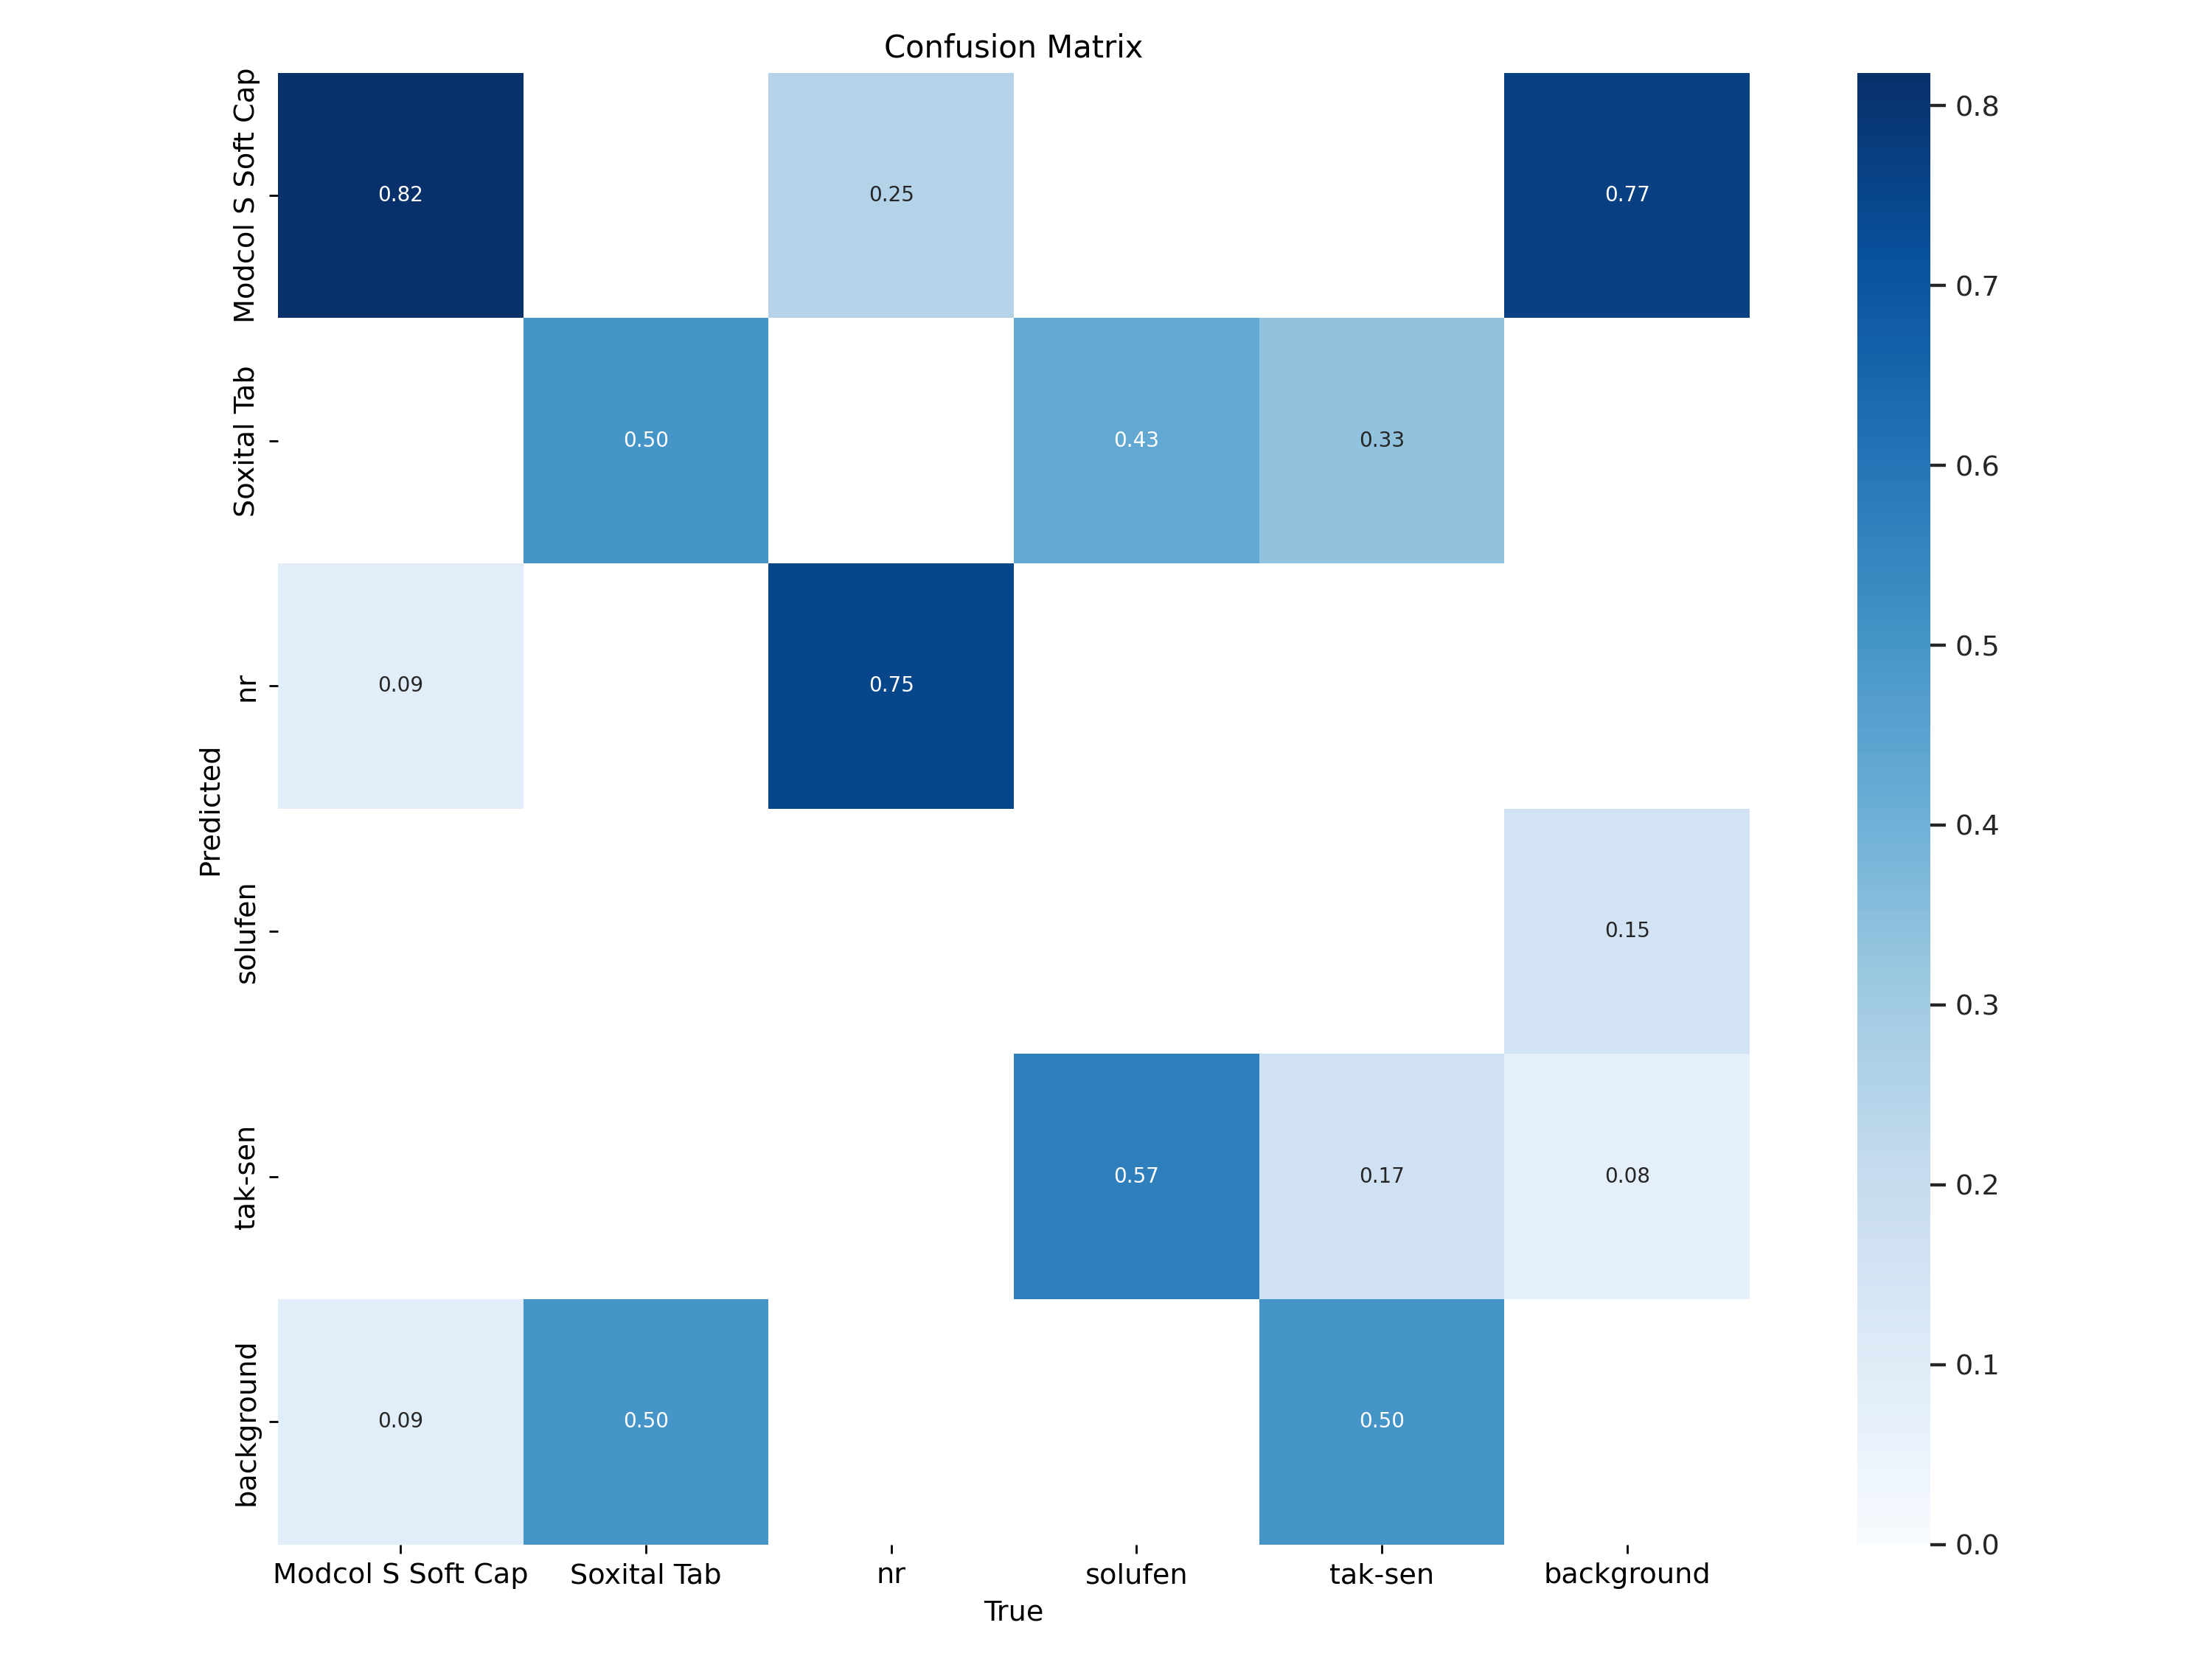 Confusion Matrix
Modcol S Soft Cap
Soxital Tab
nr
solufen
tak-sen
background
Predicted
0.82
0.25
0.77
0.50
0.43
0.33
0.09
0.75
0.15
0.57
0.17
0.08
0.09
0.50
0.50
Modcol S Soft Cap
Soxital Tab
nr
solufen
tak-sen
background
True
0.8
0.7
0.6
0.5
0.4
0.3
0.2
0.1
0.0